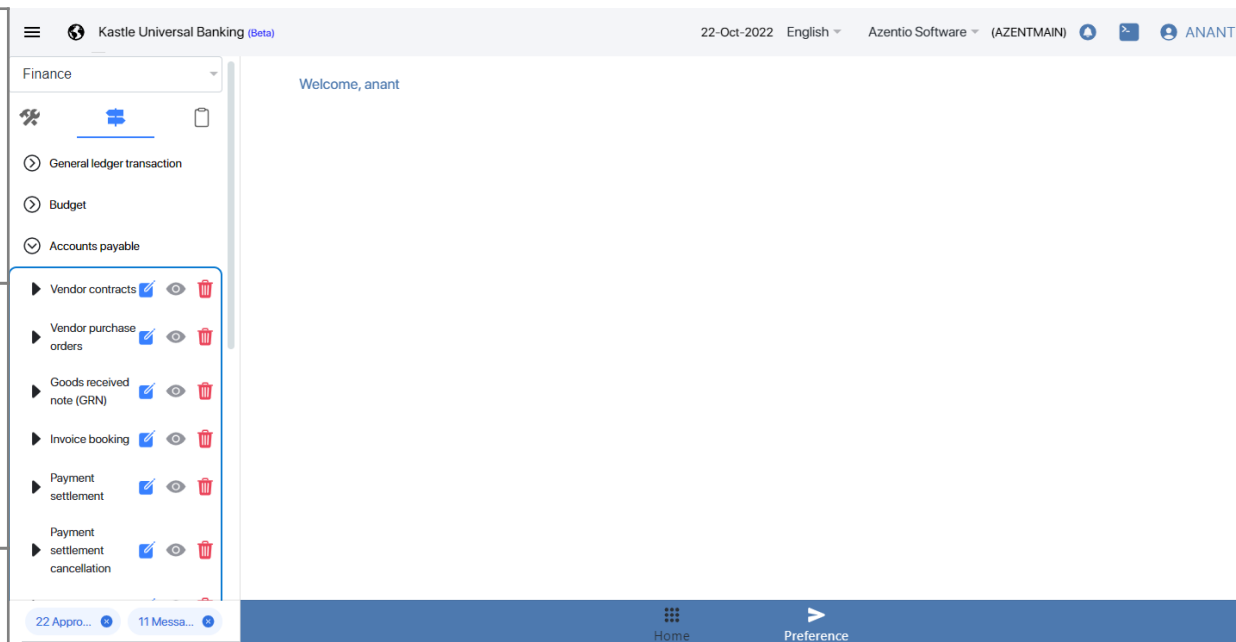 Kastle Universal Banking (Beta)
22-Oct-2022 English Azentio Software (AZENTMAIN) ANANT
Finance
Welcome, anant
General ledger transaction
Budget
Accounts payable
Vendor contracts
Vendor purchase
orders
Goods received
note (GRN)
Invoice booking
Payment
settlement
Payment
settlement
cancellation
22 Appro...
11 Messa...
Home
Preference